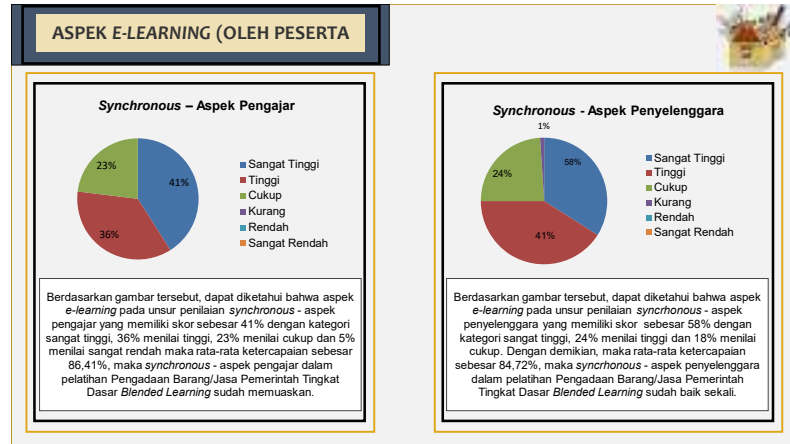 ASPEK E-LEARNING (OLEH PESERTA
Synchronous – Aspek Pengajar
23%
41%
36%
Sangat Tinggi
Tinggi
Cukup
Kurang
Rendah
Sangat Rendah
Berdasarkan gambar tersebut, dapat diketahui bahwa aspek
e-learning pada unsur penilaian synchronous - aspek
pengajar yang memiliki skor sebesar 41% dengan kategori
sangat tinggi, 36% menilai tinggi, 23% menilai cukup dan 5%
menilai sangat rendah maka rata-rata ketercapaian sebesar
86,41%, maka synchronous - aspek pengajar dalam
pelatihan Pengadaan Barang/Jasa Pemerintah Tingkat
Dasar Blended Learning sudah memuaskan.
Synchronous - Aspek Penyelenggara
1%
58%
24%
41%
Sangat Tinggi
Tinggi
Cukup
Kurang
Rendah
Sangat Rendah
Berdasarkan gambar tersebut, dapat diketahui bahwa aspek
e-learning pada unsur penilaian syncrhonous - aspek
penyelenggara yang memiliki skor sebesar 58% dengan
kategori sangat tinggi, 24% menilai tinggi dan 18% menilai
cukup. Dengan demikian, maka rata-rata ketercapaian
sebesar 84,72%, maka syncrhonous - aspek penyelenggara
dalam pelatihan Pengadaan Barang/Jasa Pemerintah
Tingkat Dasar Blended Learning sudah baik sekali.